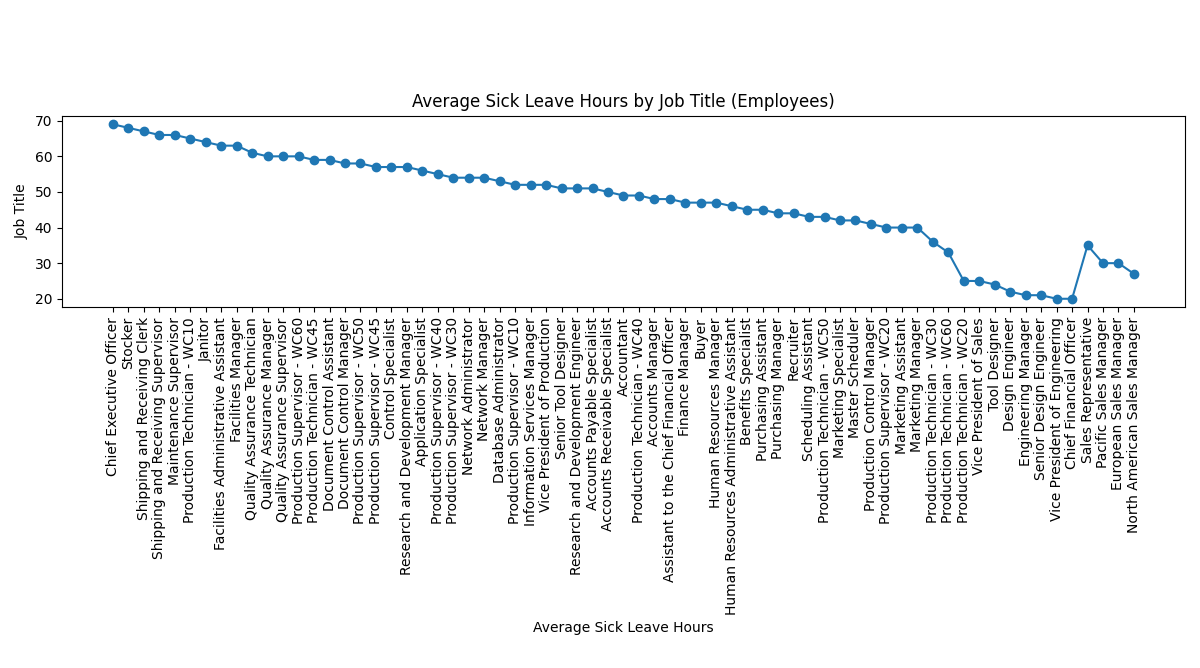 Average Sick Leave Hours by Job Title (Employees)
Job Title
70
60
50
40
30
20
Chief Executive Officer
Stocker
Shipping and Receiving Clerk
Shipping and Receiving Supervisor
Maintenance Supervisor
Production Technician - WC10
Janitor
Facilities Administrative Assistant
Facilities Manager
Quality Assurance Technician
Quality Assurance Manager
Quality Assurance Supervisor
Production Supervisor - WC60
Production Technician - WC45
Document Control Assistant
Document Control Manager
Production Supervisor - WC50
Production Supervisor - WC45
Control Specialist
Research and Development Manager
Application Specialist
Production Supervisor - WC40
Production Supervisor - WC30
Network Administrator
Network Manager
Database Administrator
Production Supervisor - WC10
Information Services Manager
Vice President of Production
Senior Tool Designer
Research and Development Engineer
Accounts Payable Specialist
Accounts Receivable Specialist
Accountant
Production Technician - WC40
Accounts Manager
Assistant to the Chief Financial Officer
Finance Manager
Buyer
Human Resources Manager
Human Resources Administrative Assistant
Benefits Specialist
Purchasing Assistant
Purchasing Manager
Recruiter
Scheduling Assistant
Production Technician - WC50
Marketing Specialist
Master Scheduler
Production Control Manager
Production Supervisor - WC20
Marketing Assistant
Marketing Manager
Production Technician - WC30
Production Technician - WC60
Production Technician - WC20
Vice President of Sales
Tool Designer
Design Engineer
Engineering Manager
Senior Design Engineer
Vice President of Engineering
Chief Financial Officer
Sales Representative
Pacific Sales Manager
European Sales Manager
North American Sales Manager
Average Sick Leave Hours